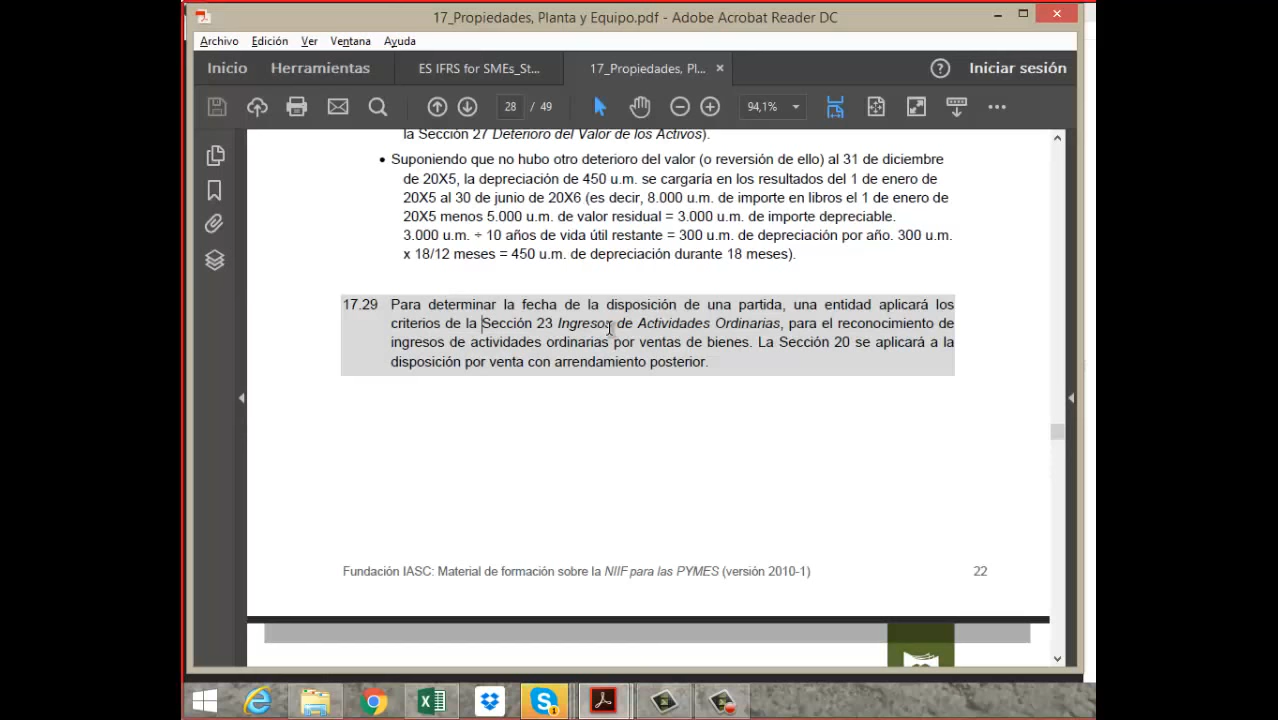 17_Propiedades, Planta y Equipo.pdf - Adobe Acrobat Reader DC
Archivo Edición Ver Ventana Ayuda
Inicio Herramientas ES IFRS for SMEs_St... 17_Propiedades, Pl... × Iniciar sesión
28 / 49 94,1%
la Sección 27 Deterioro del Valor de los Activos).
• Suponiendo que no hubo otro deterioro del valor (o reversión de ello) al 31 de diciembre
de 20X5, la depreciación de 450 u.m. se cargaría en los resultados del 1 de enero de
20X5 al 30 de junio de 20X6 (es decir, 8.000 u.m. de importe en libros el 1 de enero de
20X5 menos 5.000 u.m. de valor residual = 3.000 u.m. de importe depreciable.
3.000 u.m. ÷ 10 años de vida útil restante = 300 u.m. de depreciación por año. 300 u.m.
x 18/12 meses = 450 u.m. de depreciación durante 18 meses).
17.29 Para determinar la fecha de la disposición de una partida, una entidad aplicará los
criterios de la Sección 23 Ingresos de Actividades Ordinarias, para el reconocimiento de
ingresos de actividades ordinarias por ventas de bienes. La Sección 20 se aplicará a la
disposición por venta con arrendamiento posterior.
Fundación IASC: Material de formación sobre la NIIF para las PYMES (versión 2010-1) 22